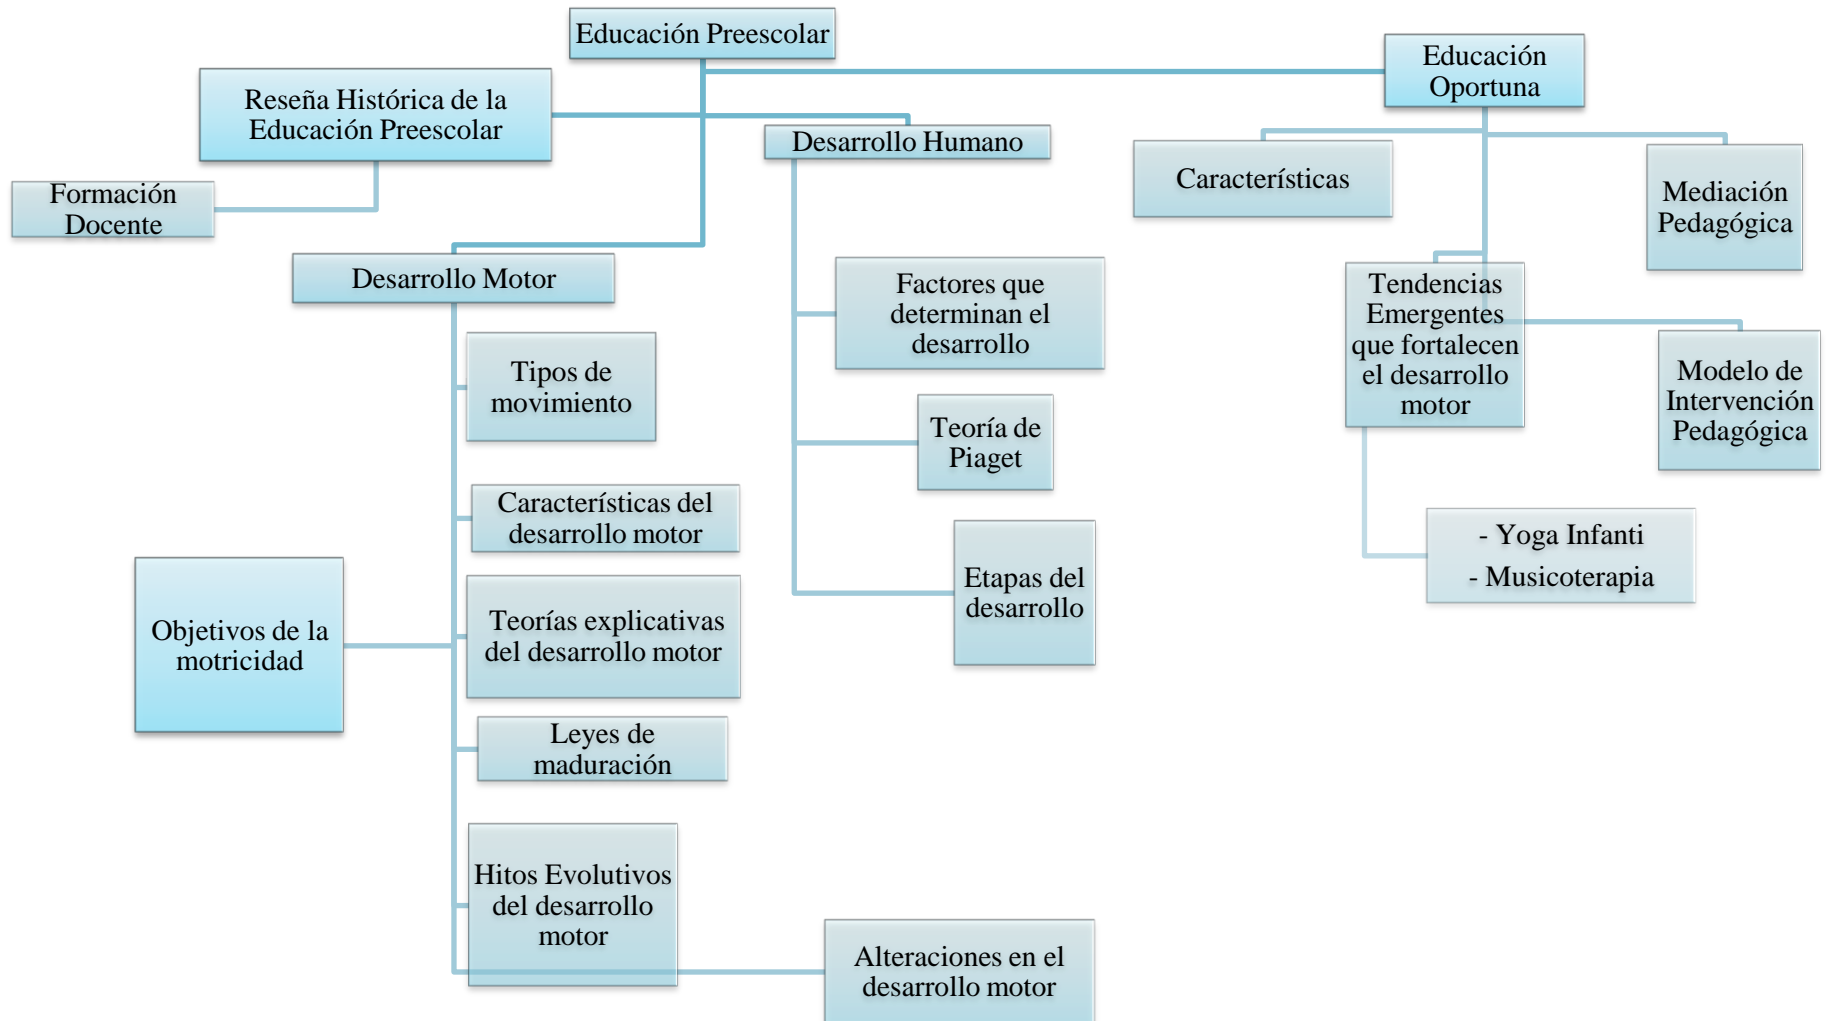 Educación Preescolar
Educación
Oportuna
Reseña Histórica de la
Educación Preescolar
Desarrollo Humano
Formación
Docente
Características
Mediación
Pedagógica
Desarrollo Motor
Factores que
determinan el
desarrollo
Tendencias
Emergentes
que fortalecen
el desarrollo
motor
Tipos de
movimiento
Modelo de
Intervención
Pedagógica
Teoría de
Piaget
Características del
desarrollo motor
- Yoga Infanti
- Musicoterapia
Etapas del
desarrollo
Objetivos de la
motricidad
Teorías explicativas
del desarrollo motor
Leyes de
maduración
Hitos Evolutivos
del desarrollo
motor
Alteraciones en el
desarrollo motor